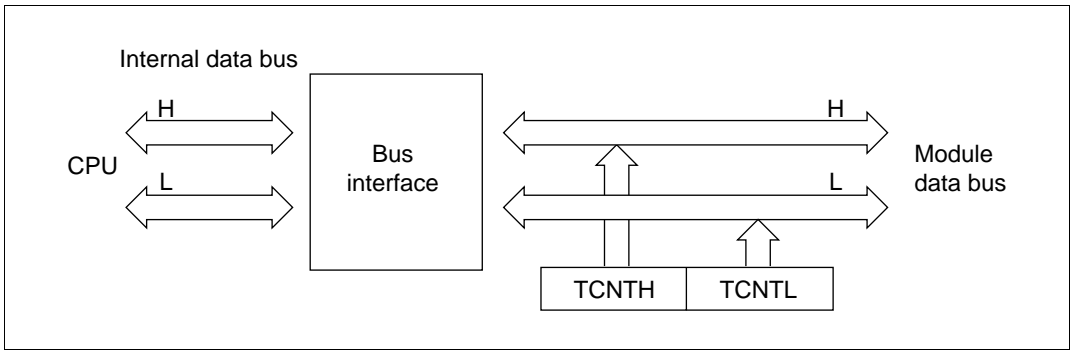 Internal data bus
H
H
CPU
Bus
interface
Module
data bus
L
L
TCNTH
TCNTL